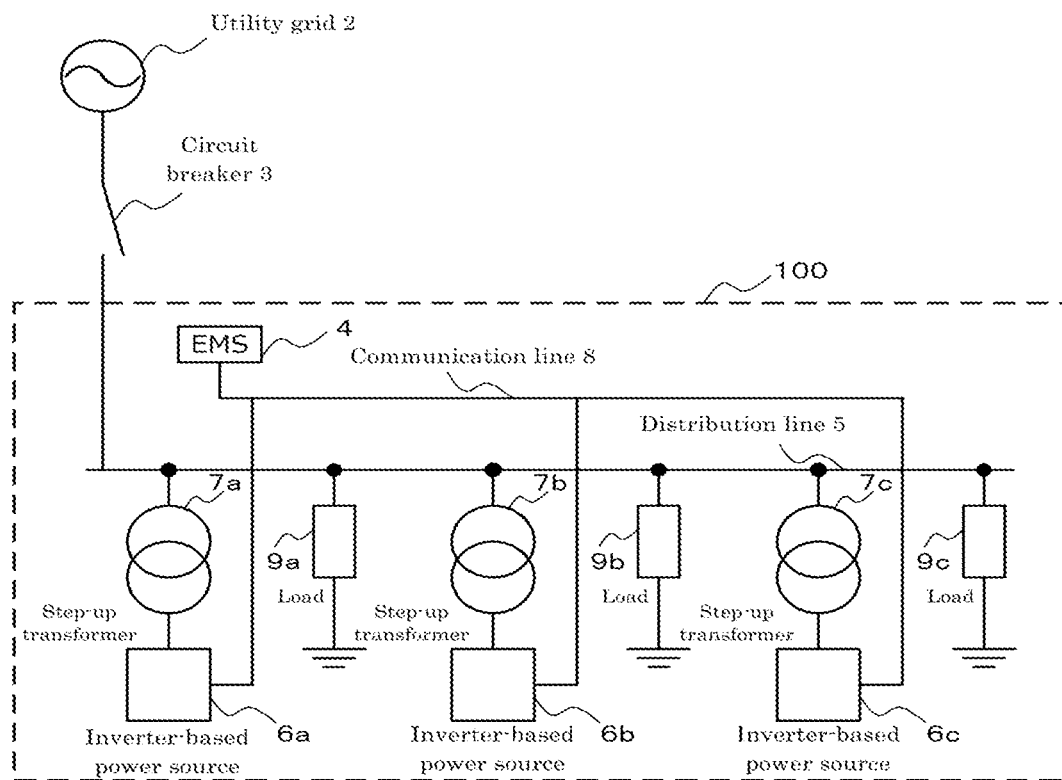 Utility grid 2
Circuit
breaker 3
100
EMS
4
Communication line 8
Distribution line 5
7a
7b
7c
9a
9b
9c
Load
Load
Load
Step-up
transformer
Step-up
transformer
Step-up
transformer
6a
6b
6c
Inverter-based
power source
Inverter-based
power source
Inverter-based
power source